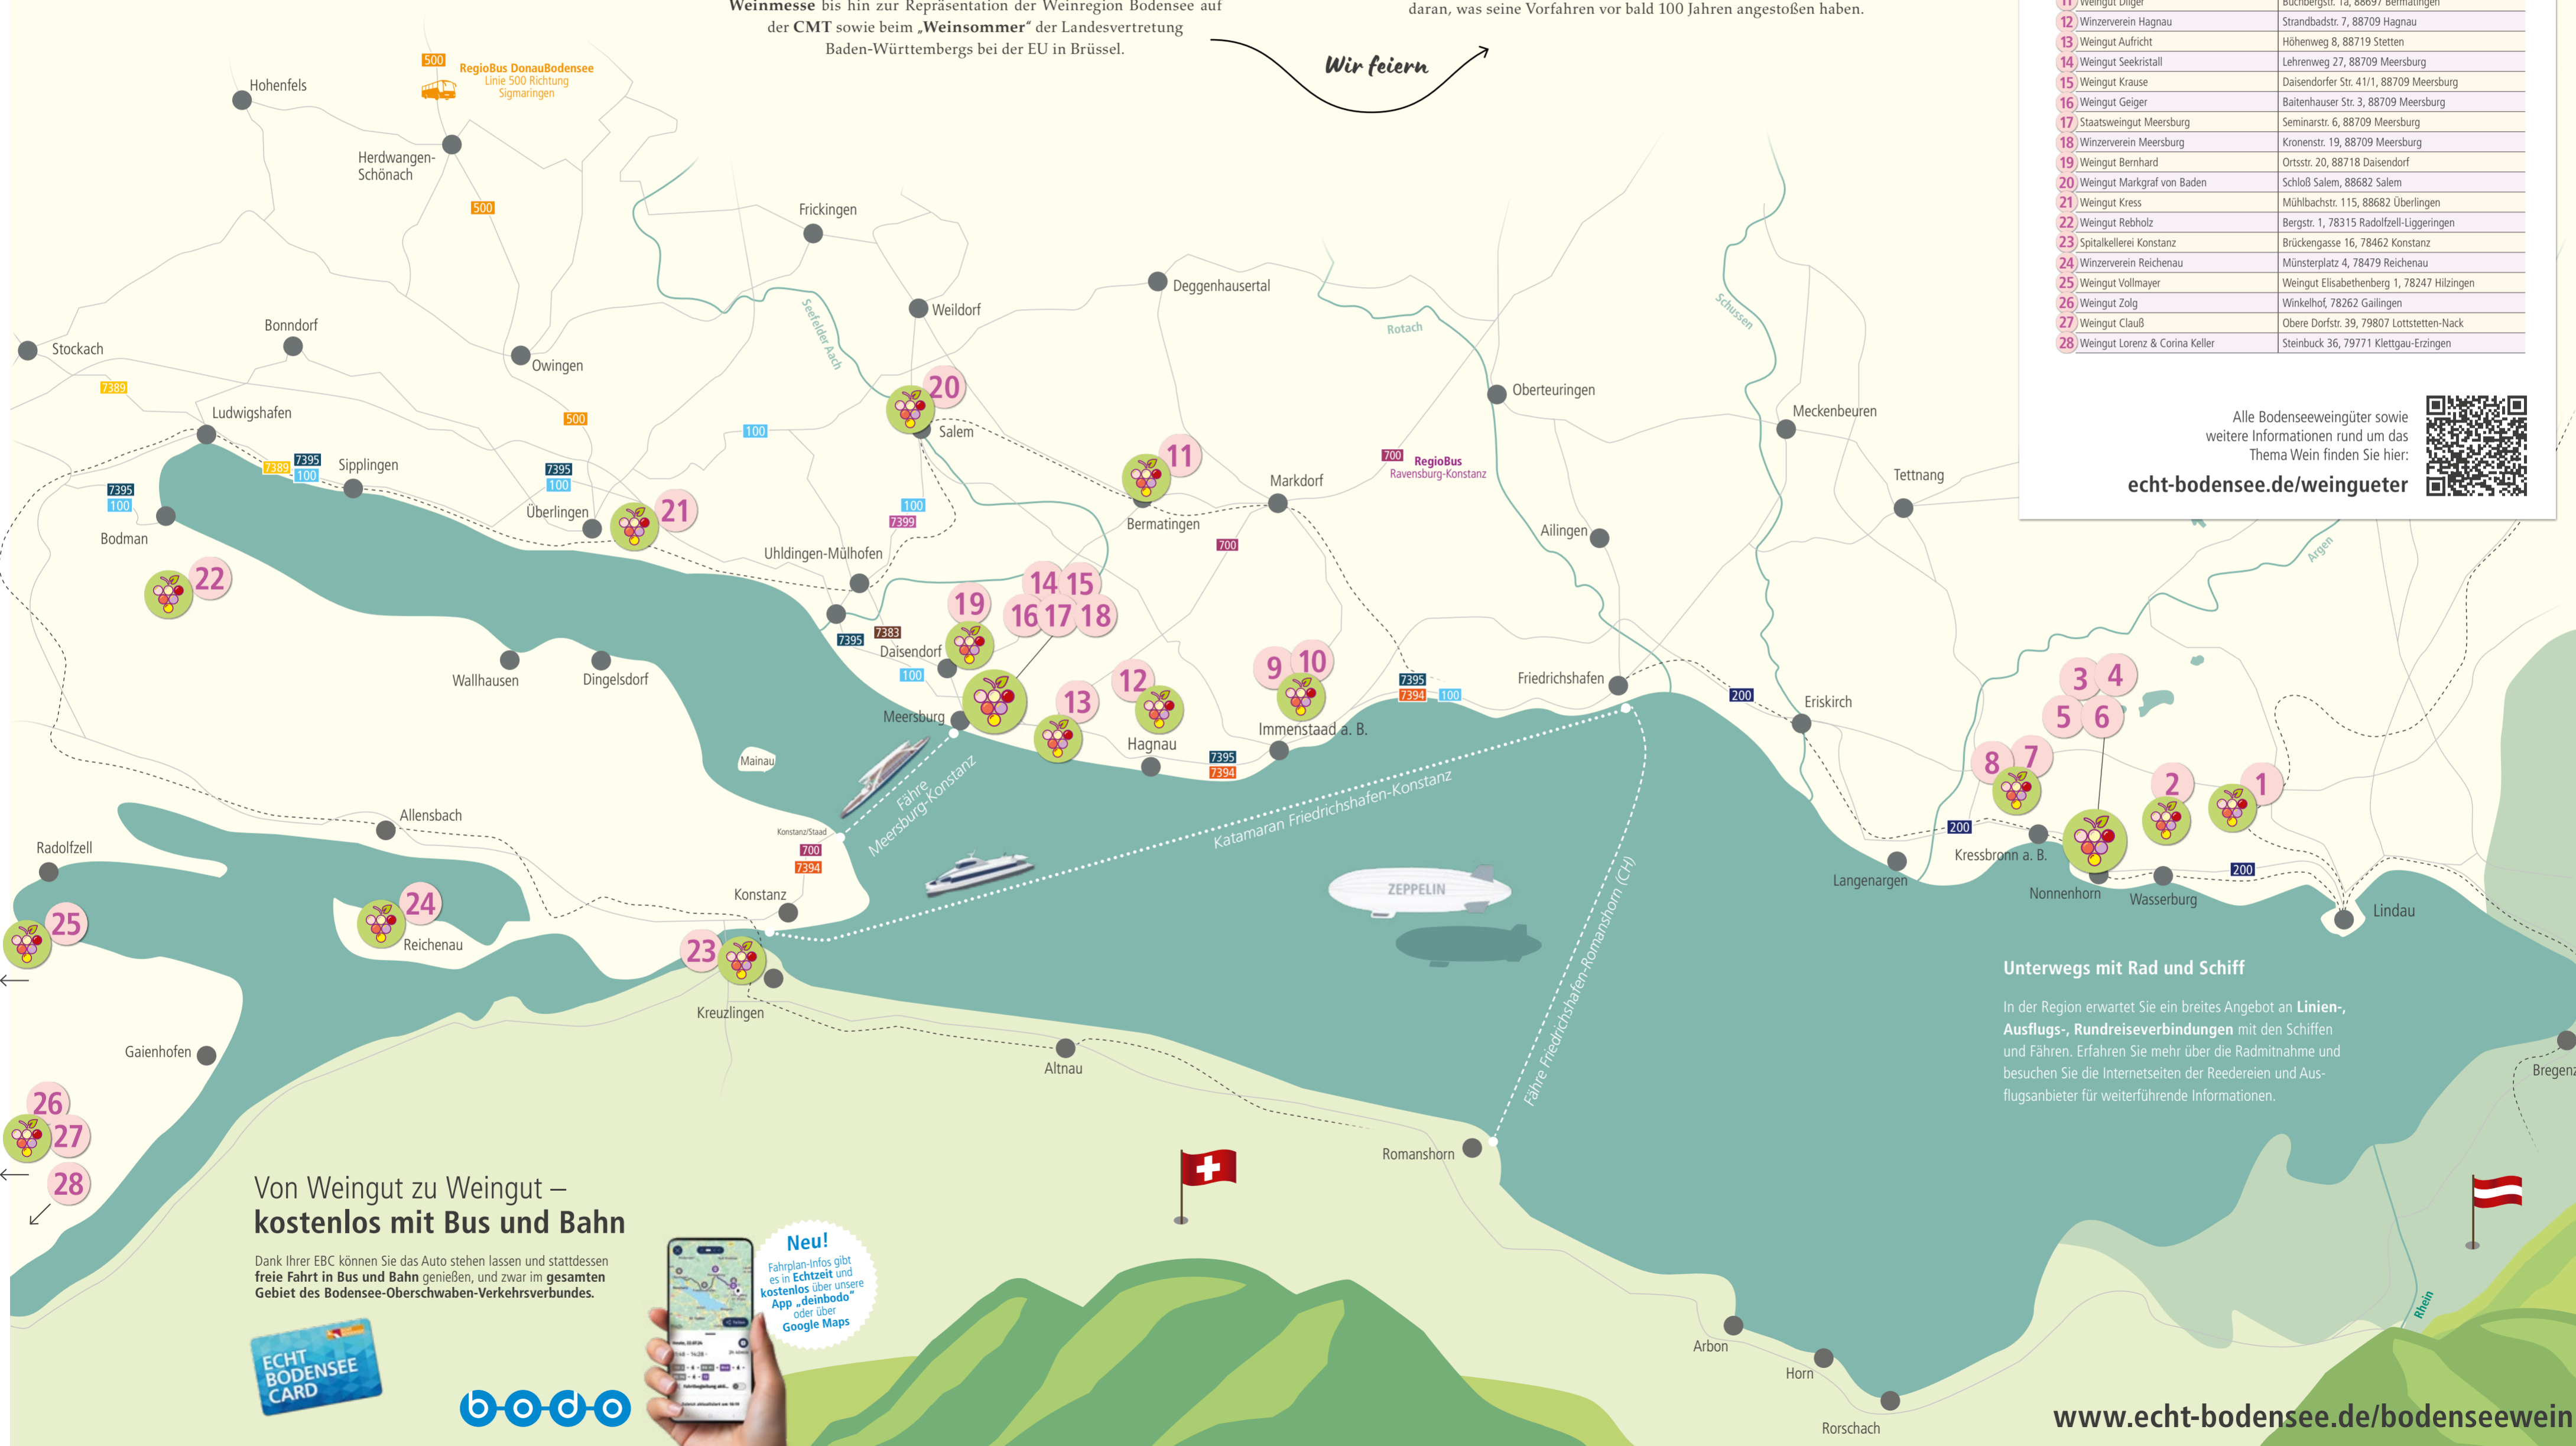 Weinmesse bis hin zur Repräsentation der Weinregion Bodensee auf
der CMT sowie beim „Weinsommer“ der Landesvertretung
Baden-Württembergs bei der EU in Brüssel.
Wir feiern
daran, was seine Vorfahren vor bald 100 Jahren angestoßen haben.
11 Weingut Dilger Buchbergstr. 1a, 88697 Bermatingen
12 Winzerverein Hagnau Strandbadstr. 7, 88709 Hagnau
13 Weingut Aufricht Höhenweg 8, 88719 Stetten
14 Weingut Seekristall Lehrenweg 27, 88709 Meersburg
15 Weingut Krause Daisendorfer Str. 41/1, 88709 Meersburg
16 Weingut Geiger Baitenhauser Str. 3, 88709 Meersburg
17 Staatsweingut Meersburg Seminarstr. 6, 88709 Meersburg
18 Winzerverein Meersburg Kronenstr. 19, 88709 Meersburg
19 Weingut Bernhard Ortsstr. 20, 88718 Daisendorf
20 Weingut Markgraf von Baden Schloß Salem, 88682 Salem
21 Weingut Kress Mühlbachstr. 115, 88682 Überlingen
22 Weingut Rebholz Bergstr. 1, 78315 Radolfzell-Liggeringen
23 Spitalkellerei Konstanz Brückengasse 16, 78462 Konstanz
24 Winzerverein Reichenau Münsterplatz 4, 78479 Reichenau
25 Weingut Vollmayer Weingut Elisabethenberg 1, 78247 Hilzingen
26 Weingut Zolg Winkelhof, 78262 Gailingen
27 Weingut Clauß Obere Dorfstr. 39, 79807 Lottstetten-Nack
28 Weingut Lorenz & Corina Keller Steinbuck 36, 79771 Klettgau-Erzingen
Alle Bodenseeweingüter sowie
weitere Informationen rund um das
Thema Wein finden Sie hier:
echt-bodensee.de/weingueter
500
RegioBus DonauBodensee
Linie 500 Richtung
Sigmaringen
Hohenfels
Herdwangen-
Schönach
500
Frickingen
Deggenhausertal
Weildorf
Seefelder Aach
Rotach
Schussen
Bonndorf
Stockach
Owingen
7389
Ludwigshafen
500
100
20
Salem
Oberteuringen
Meckenbeuren
11
700 RegioBus
Ravensburg-Konstanz
7389
7395
100
Sipplingen
7395
100
7395
100
Markdorf
Tettnang
Überlingen
21
100
7399
Bermatingen
Ailingen
Bodman
Uhldingen-Mülhofen
700
Argen
22
14 15
19
16 17 18
7395
7383
Daisendorf
100
Wallhausen
Dingelsdorf
12
9 10
13
7395
7394
100
Friedrichshafen
200
Eriskirch
3 4
5 6
Meersburg
Hagnau
Immenstaad a. B.
7395
7394
Mainau
Fähre
Meersburg-Konstanz
Katamaran Friedrichshafen-Konstanz
8 7
2
1
Allensbach
Konstanz/Staad
700
7394
Radolfzell
200
Kressbronn a. B.
Langenargen
Nonnenhorn
Wasserburg
200
Lindau
Konstanz
ZEPPELIN
24
Reichenau
25
23
Kreuzlingen
Fähre Friedrichshafen-Romanshorn (CH)
Unterwegs mit Rad und Schiff
In der Region erwartet Sie ein breites Angebot an Linien-,
Ausflugs-, Rundreiseverbindungen mit den Schiffen
und Fähren. Erfahren Sie mehr über die Radmitnahme und
besuchen Sie die Internetseiten der Reedereien und Aus-
flugsanbieter für weiterführende Informationen.
Gaienhofen
Altnau
Bregenz
26
27
28
Romanshorn
Von Weingut zu Weingut –
kostenlos mit Bus und Bahn
Dank Ihrer EBC können Sie das Auto stehen lassen und stattdessen
freie Fahrt in Bus und Bahn genießen, und zwar im gesamten
Gebiet des Bodensee-Oberschwaben-Verkehrsverbundes.
Neu!
Fahrplan-Infos gibt
es in Echtzeit und
kostenlos über unsere
App „deinbodo“
oder über
Google Maps
ECHT
BODENSEE
CARD
bodo
Arbon
Horn
Rorschach
Rhein
www.echt-bodensee.de/bodenseewein